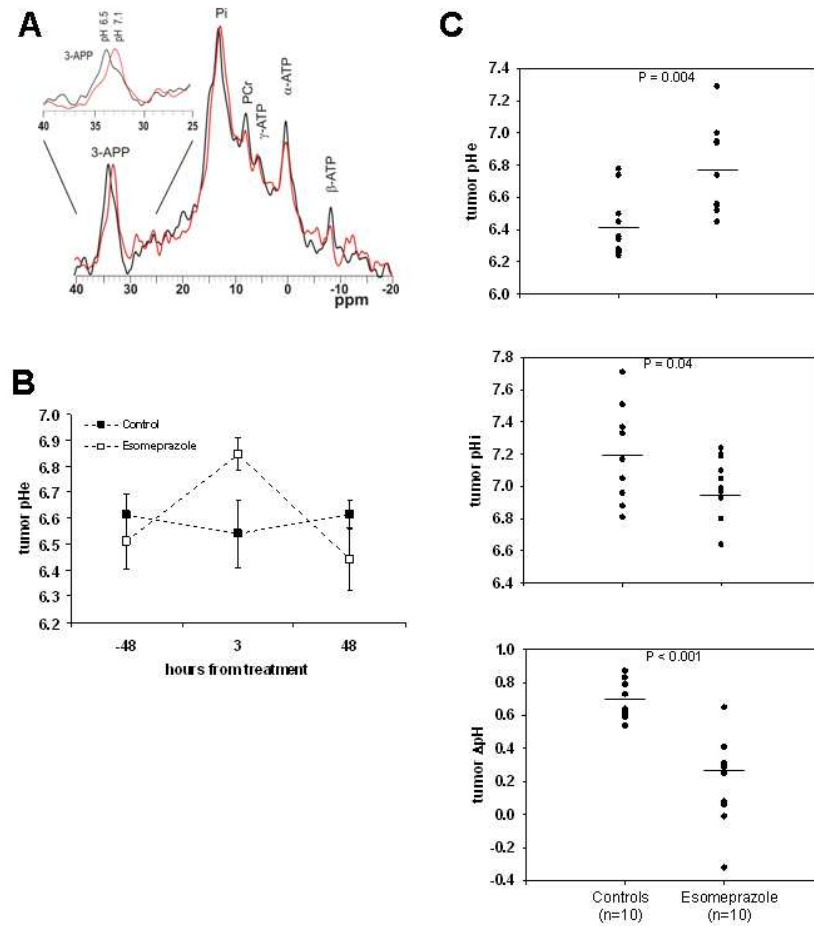 A
pH 6.5
pH 7.1
3-APP
40 35 30 25
Pi
PCr
γ-ATP
α-ATP
β-ATP
3-APP
40 30 20 10 0 -10 -20
ppm
B
7.0
6.9
6.8
6.7
6.6
6.5
6.4
6.3
6.2
tumor pHe
Control
Esomeprazole
-48 3 48
hours from treatment
C
7.4
7.2
7.0
6.8
6.6
6.4
6.2
6.0
tumor pHe
P = 0.004
7.8
7.6
7.4
7.2
7.0
6.8
6.6
6.4
tumor pHi
P = 0.04
1.0
0.8
0.6
0.4
0.2
0.0
-0.2
-0.4
tumor ΔpH
P < 0.001
Controls Esomeprazole
(n=10) (n=10)